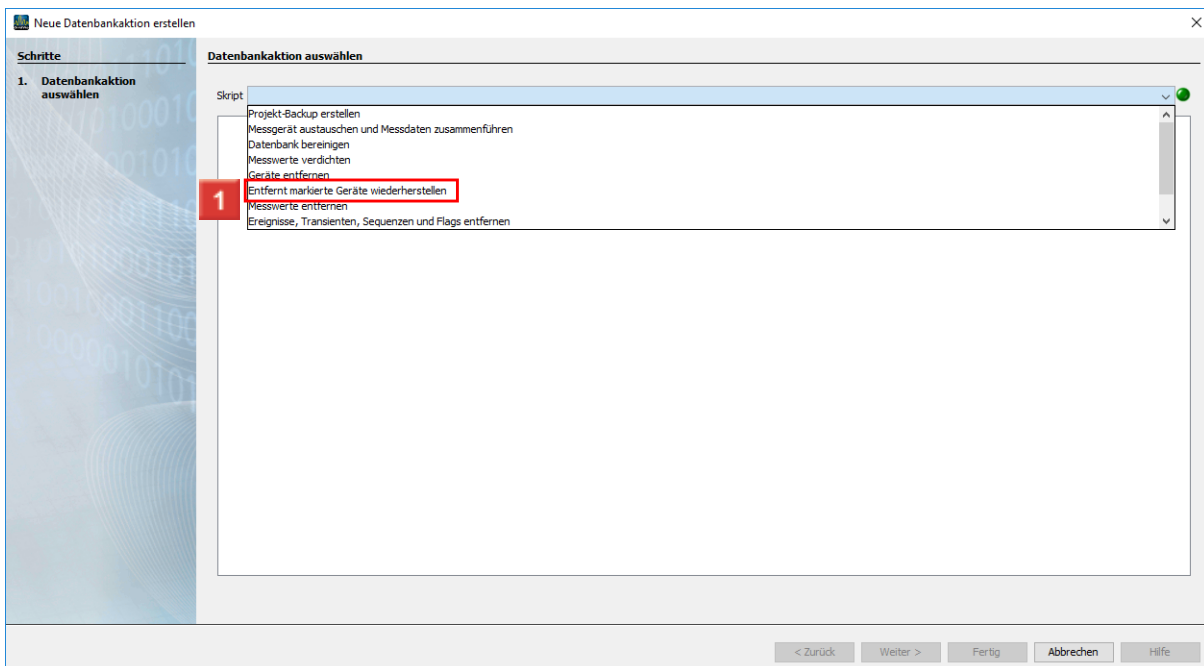 Neue Datenbankaktion erstellen
Schritte
1. Datenbankaktion
auswählen
Datenbankaktion auswählen
Skript
Projekt-Backup erstellen
Messgerät austauschen und Messdaten zusammenführen
Datenbank bereinigen
Messwerte verdichten
Geräte entfernen
1
Entfernt markierte Geräte wiederherstellen
Messwerte entfernen
Ereignisse, Transienten, Sequenzen und Flags entfernen
< Zurück Weiter > Fertig Abbrechen Hilfe